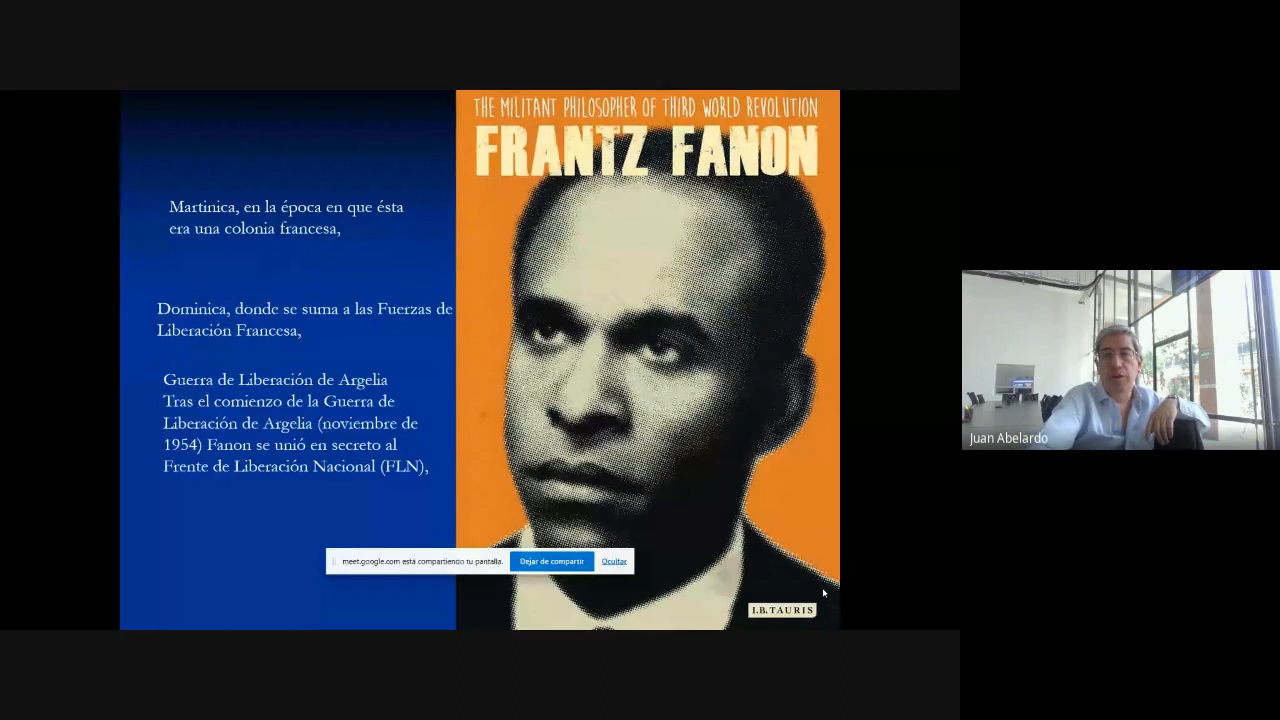 THE MILITANT PHILOSOPHER OF THIRD WORLD REVOLUTION
FRANTZ FANON
Martinica, en la época en que ésta
era una colonia francesa,
Dominica, donde se suma a las Fuerzas de
Liberación Francesa,
Guerra de Liberación de Argelia
Tras el comienzo de la Guerra de
Liberación de Argelia (noviembre de
1954) Fanon se unió en secreto al
Frente de Liberación Nacional (FLN),
meet.google.com está compartiendo tu pantalla.
Dejar de compartir
Ocultar
I.B.TAURIS
Juan Abelardo